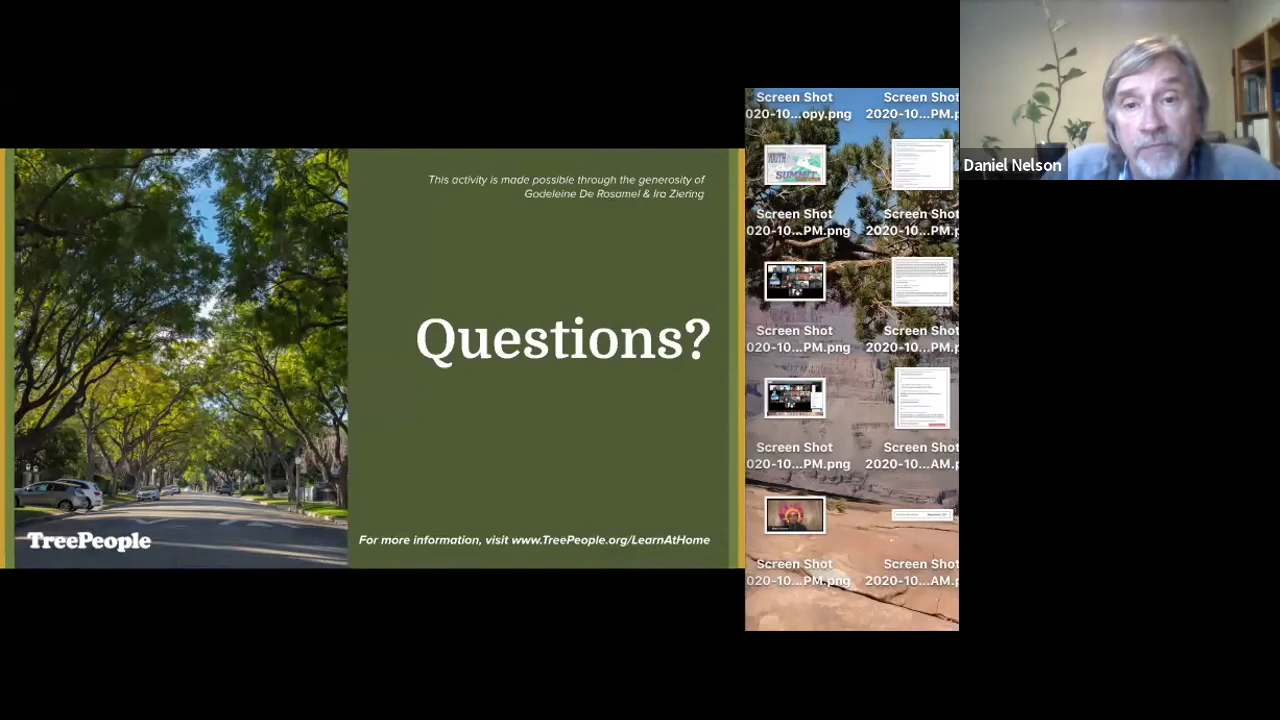 This activity is made possible through the generosity of
Gadeleine De Rosamel & Ira Ziering
Questions?
TreePeople
For more information, visit www.TreePeople.org/LearnAtHome
Screen Shot
020-10...opy.png
Screen Shot
2020-10...PM.p
YOUTH
SUMMIT
Screen Shot
020-10...PM.png
Screen Shot
2020-10...PM.p
Screen Shot
020-10...PM.png
Screen Shot
2020-10...PM.p
Screen Shot
020-10...PM.png
Screen Shot
2020-10...AM.p
Screen Shot
020-10...PM.png
Screen Shot
2020-10...AM.p
Daniel Nelson